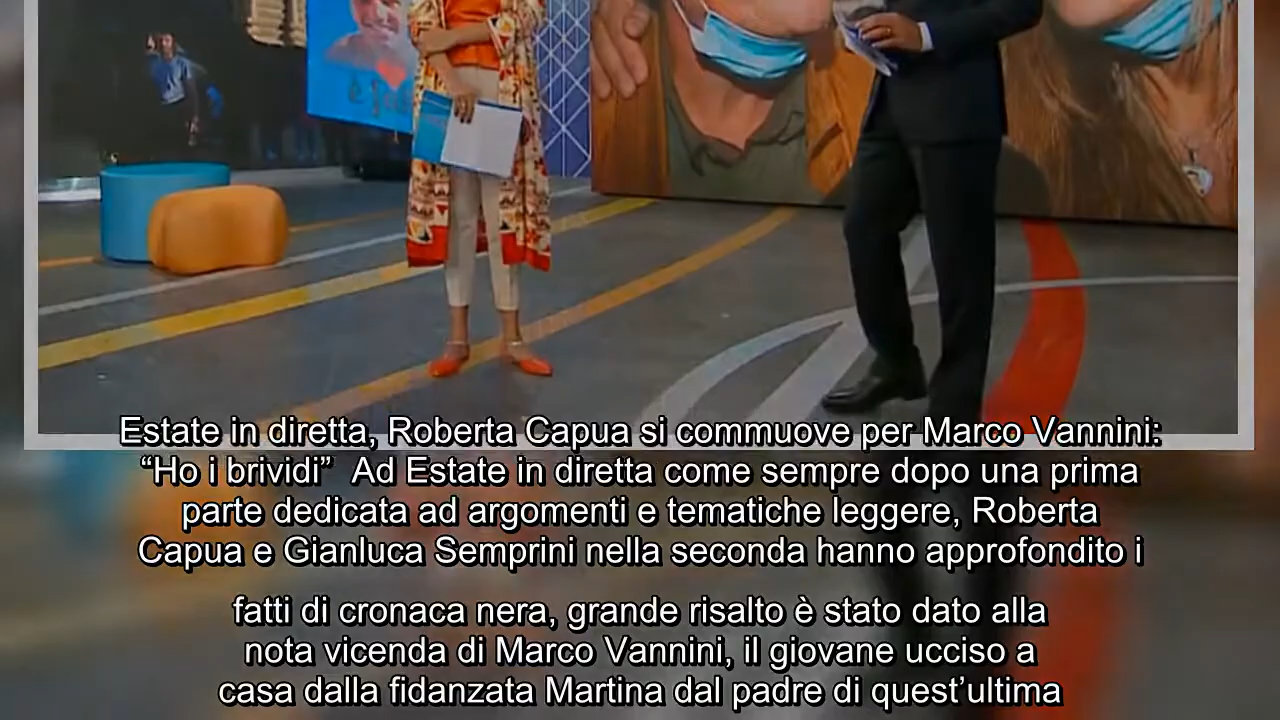 Estate in diretta, Roberta Capua si commuove per Marco Vannini:
“Ho i brividi”  Ad Estate in diretta come sempre dopo una prima
parte dedicata ad argomenti e tematiche leggere, Roberta
Capua e Gianluca Semprini nella seconda hanno approfondito i
fatti di cronaca nera, grande risalto è stato dato alla
nota vicenda di Marco Vannini, il giovane ucciso a
casa dalla fidanzata Martina dal padre di quest’ultima